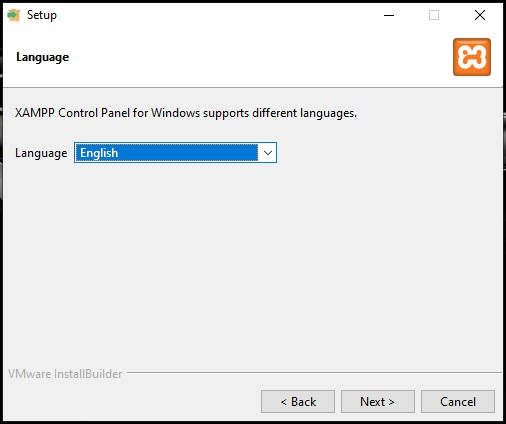 Setup
Language
XAMPP Control Panel for Windows supports different languages.
Language English
VMware InstallBuilder
< Back Next > Cancel